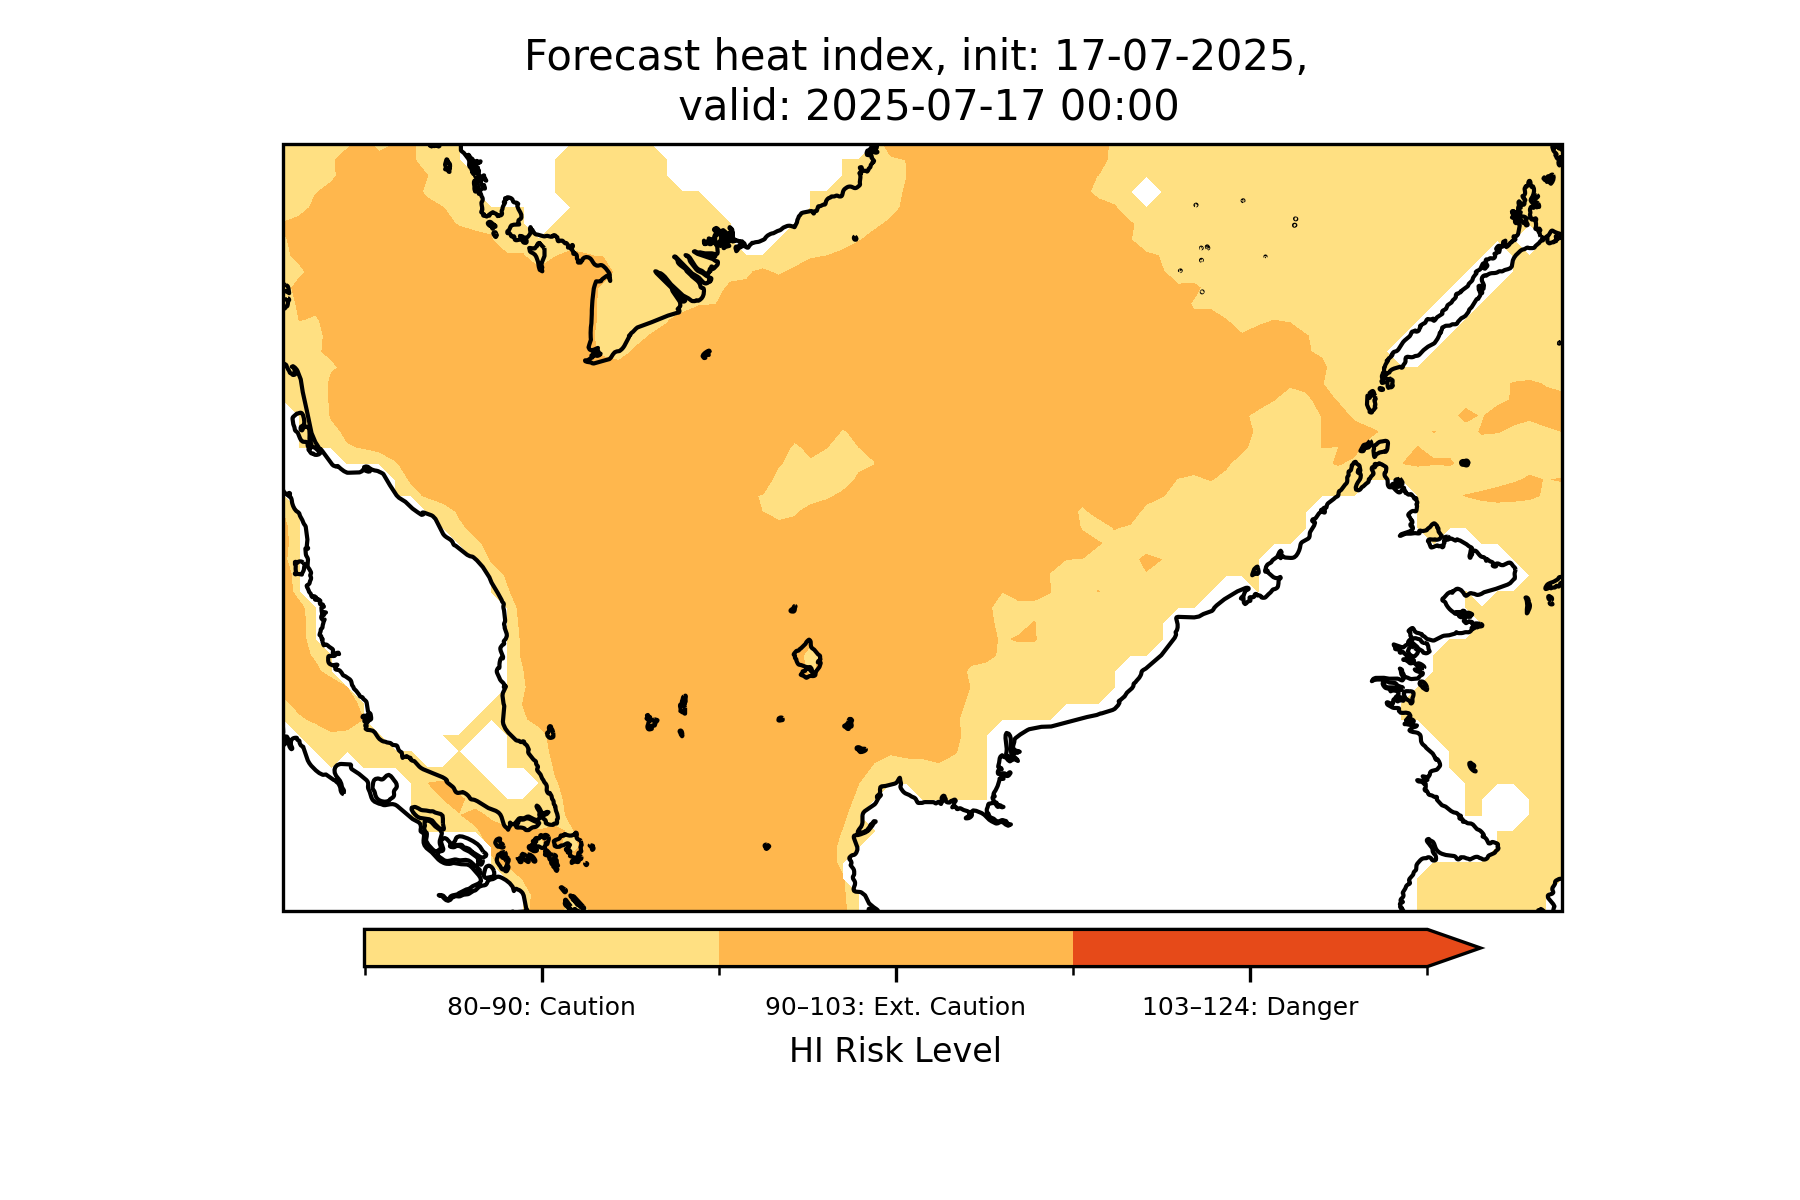 Forecast heat index, init: 17-07-2025,
valid: 2025-07-17 00:00
80–90: Caution
90–103: Ext. Caution
103–124: Danger
HI Risk Level